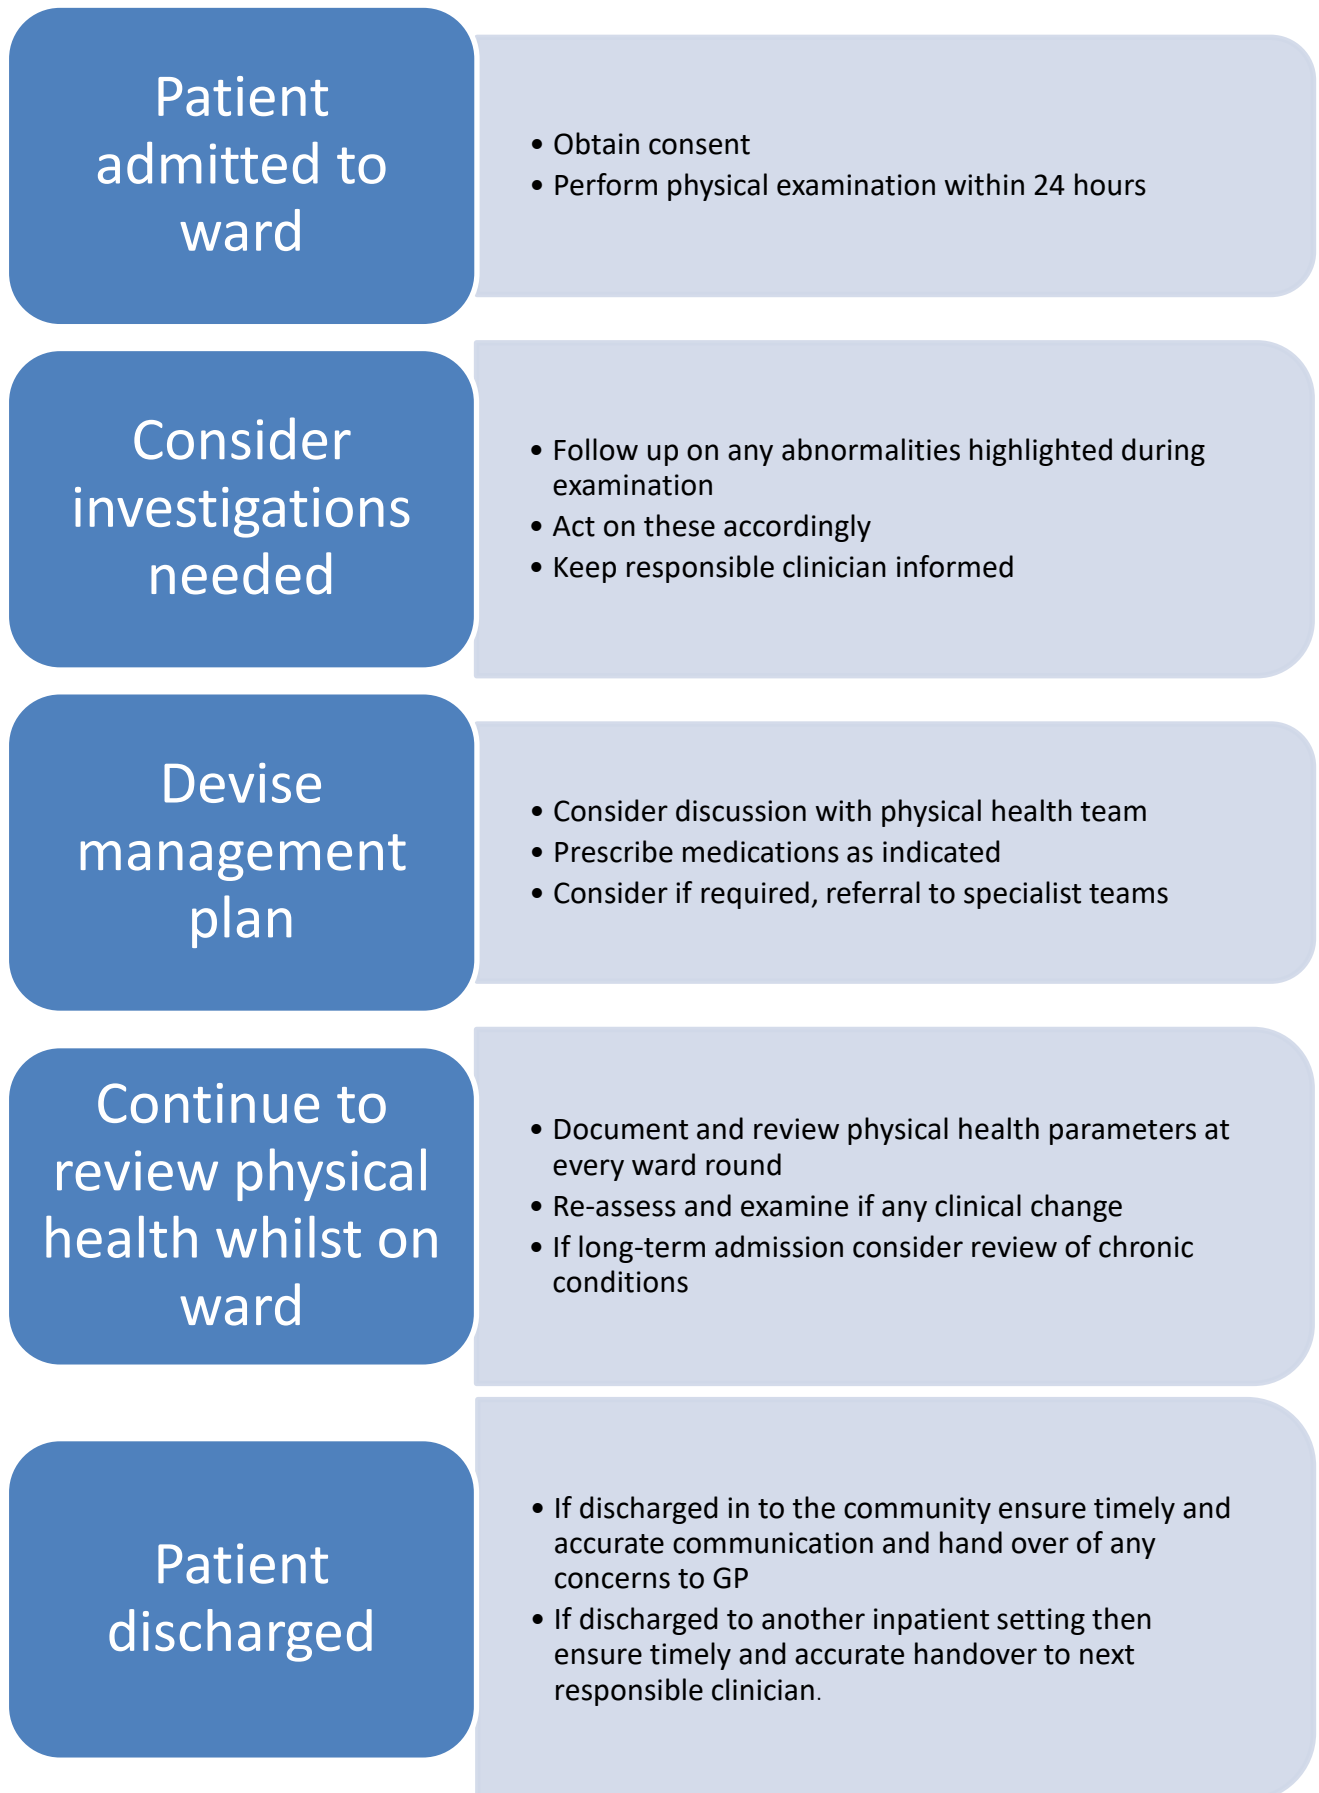 Patient
admitted to
ward
• Obtain consent
• Perform physical examination within 24 hours
Consider
investigations
needed
• Follow up on any abnormalities highlighted during
examination
• Act on these accordingly
• Keep responsible clinician informed
Devise
management
plan
• Consider discussion with physical health team
• Prescribe medications as indicated
• Consider if required, referral to specialist teams
Continue to
review physical
health whilst on
ward
• Document and review physical health parameters at
every ward round
• Re-assess and examine if any clinical change
• If long-term admission consider review of chronic
conditions
Patient
discharged
• If discharged in to the community ensure timely and
accurate communication and hand over of any
concerns to GP
• If discharged to another inpatient setting then
ensure timely and accurate handover to next
responsible clinician.